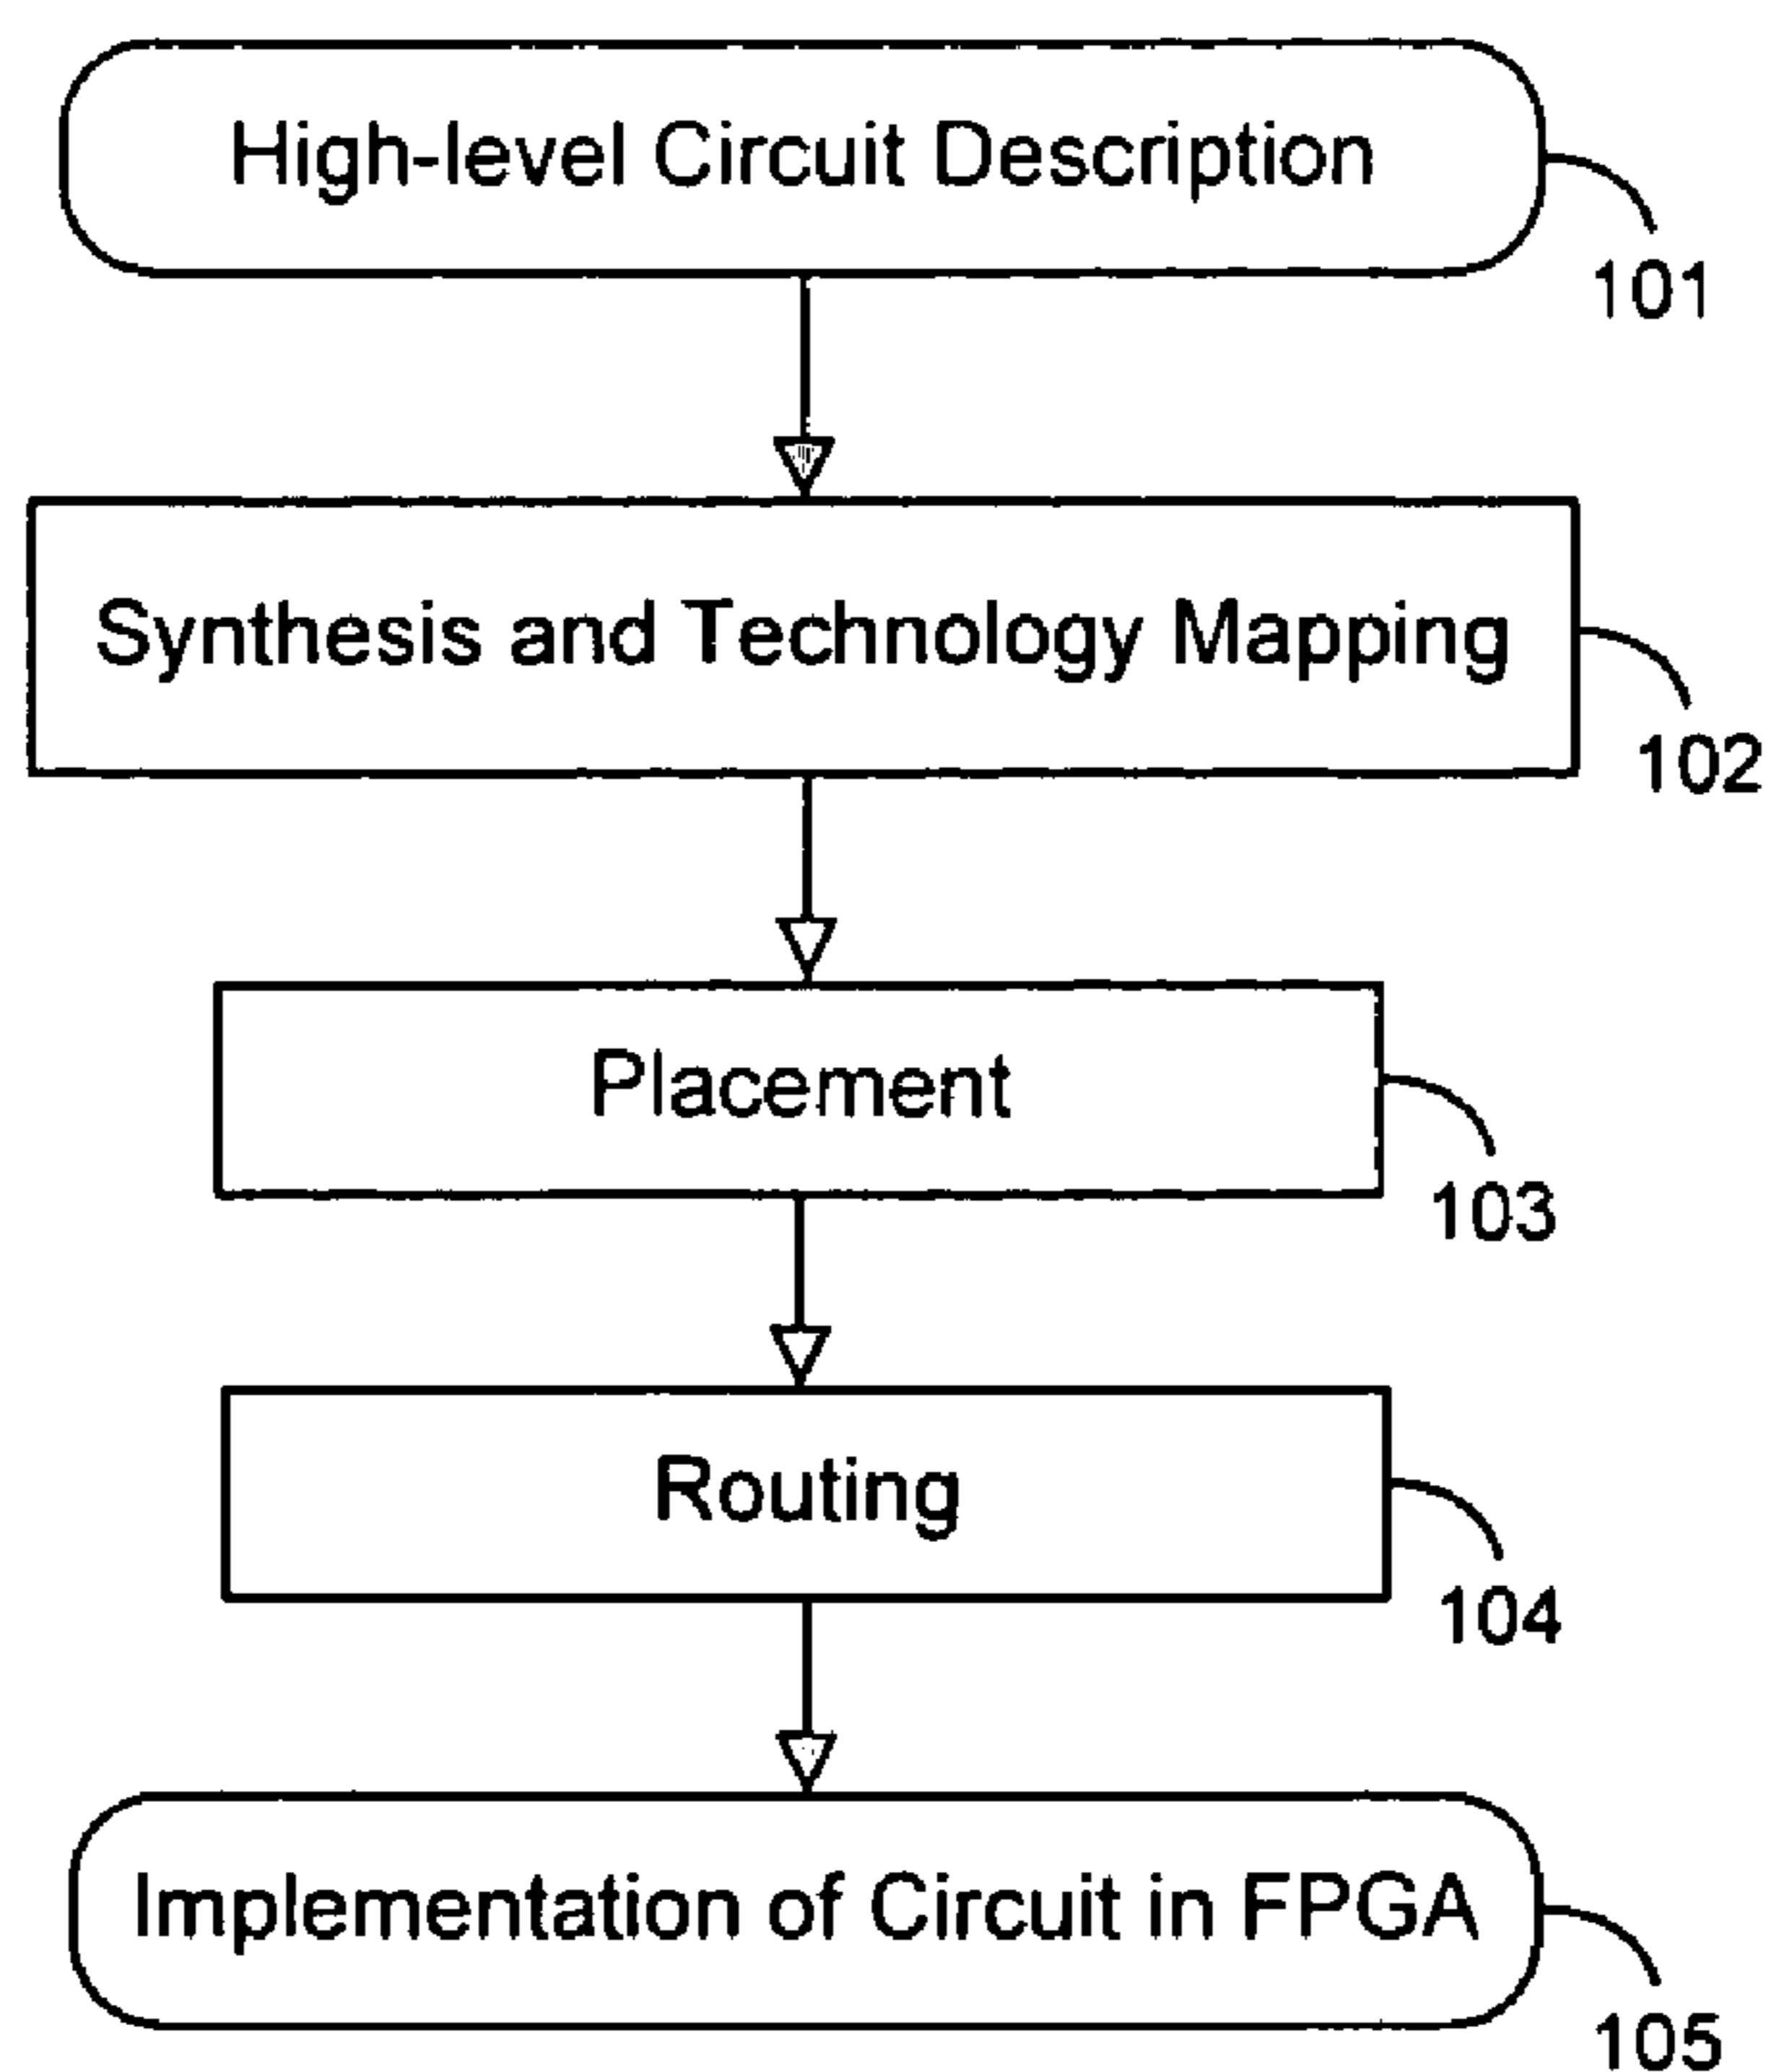 High-level Circuit Description
101
Synthesis and Technology Mapping
102
Placement
103
Routing
104
Implementation of Circuit in FPGA
105